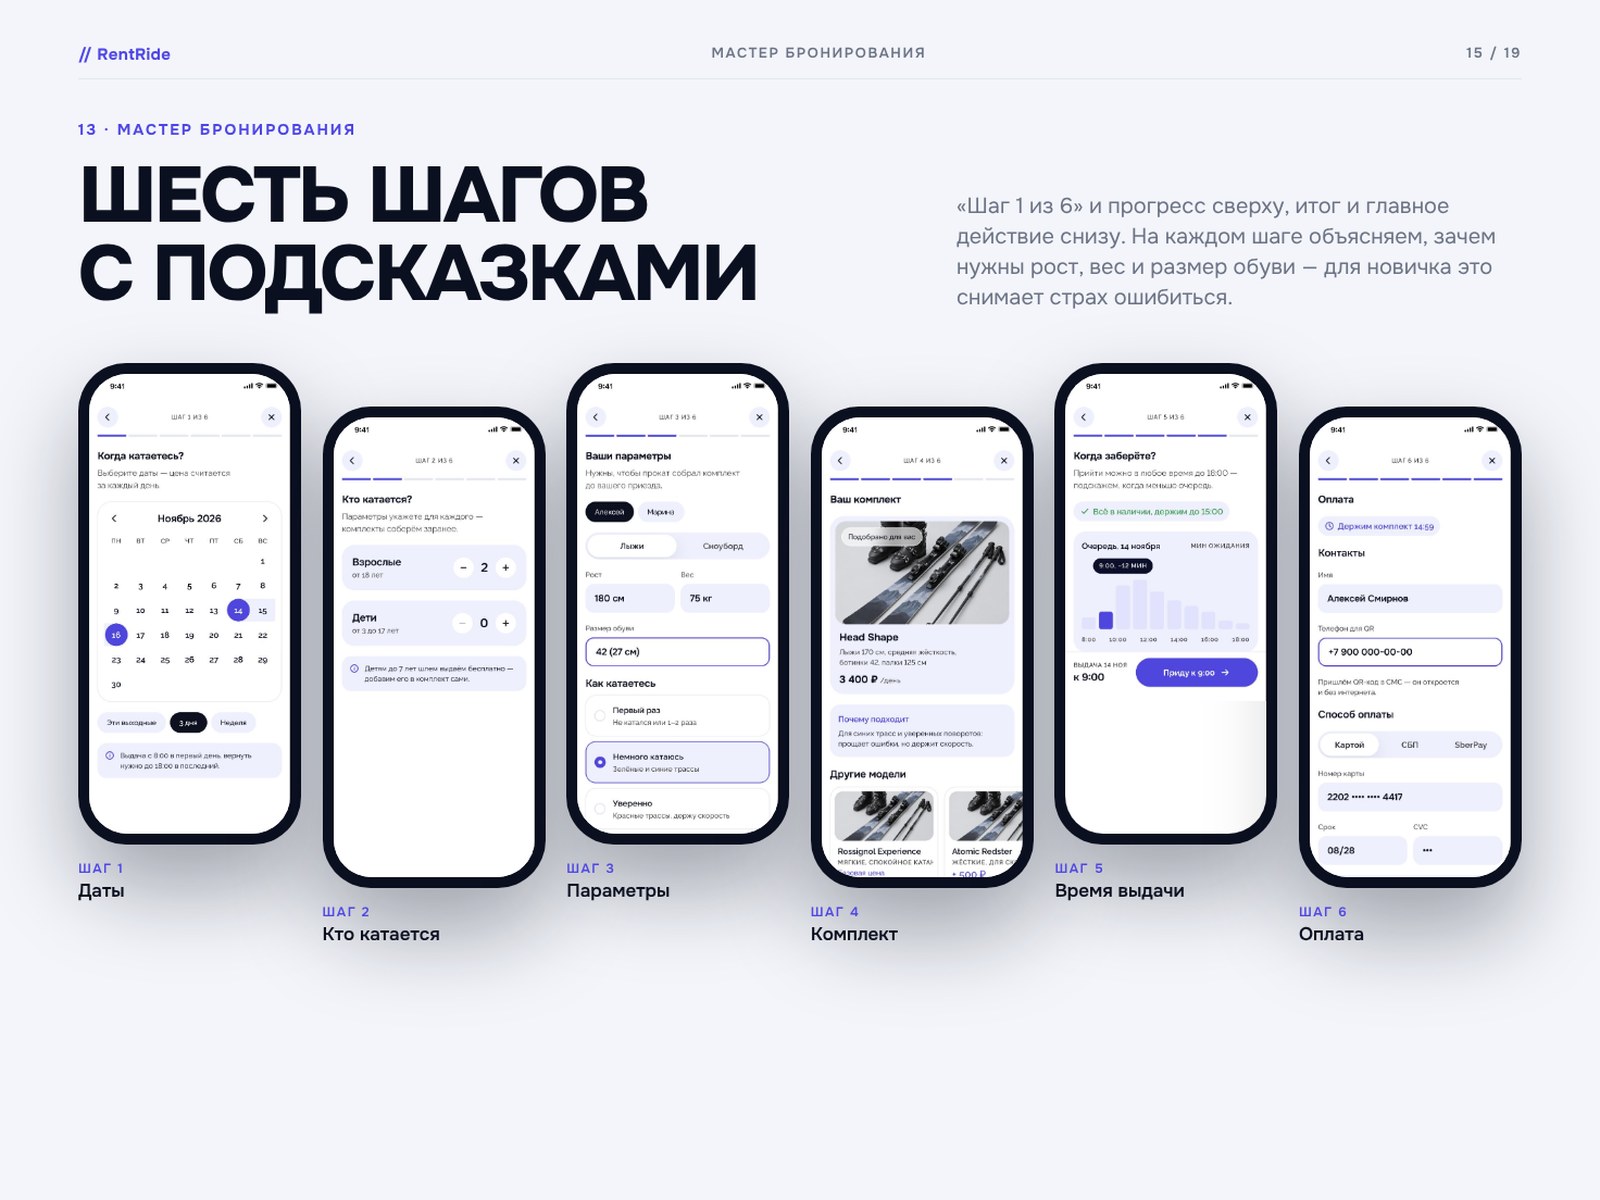 // RentRide
МАСТЕР БРОНИРОВАНИЯ
15 / 19
13 · МАСТЕР БРОНИРОВАНИЯ
ШЕСТЬ ШАГОВ
С ПОДСКАЗКАМИ
«Шаг 1 из 6» и прогресс сверху, итог и главное
действие снизу. На каждом шаге объясняем, зачем
нужны рост, вес и размер обуви — для новичка это
снимает страх ошибиться.
9:41
ШАГ 1 ИЗ 6
Когда катаетесь?
Выберите даты — цена считается
за каждый день
Ноябрь 2026
ПН ВТ СР ЧТ ПТ СБ ВС
1
2 3 4 5 6 7 8
9 10 11 12 13 14 15
16 17 18 19 20 21 22
23 24 25 26 27 28 29
30
Эти выходные
3 дня
Неделя
Выдача с 8:00 в первый день, вернуть
нужно до 18:00 в последний.
ШАГ 1
Даты
9:41
ШАГ 2 ИЗ 6
Кто катается?
Параметры укажете для каждого —
комплекты соберём заранее.
Взрослые
от 18 лет
− 2 +
Дети
от 3 до 17 лет
− 0 +
Детям до 7 лет шлем выдаём бесплатно —
добавим его в комплект сами.
ШАГ 2
Кто катается
9:41
ШАГ 3 ИЗ 6
Ваши параметры
Нужны, чтобы прокат собрал комплект
до вашего приезда.
Алексей
Марина
Лыжи
Сноуборд
Рост
Вес
180 см
75 кг
Размер обуви
42 (27 см)
Как катаетесь
Первый раз
Не катался или 1–2 раза
Немного катаюсь
Зелёные и синие трассы
Уверенно
Красные трассы, держу скорость
ШАГ 3
Параметры
9:41
ШАГ 4 ИЗ 6
Ваш комплект
Подобрано для вас
Head Shape
Лыжи 170 см, средняя жёсткость,
ботинки 42, палки 125 см
3 400 ₽ /день
Почему подходит
Для синих трасс и уверенных поворотов:
прощает ошибки, но держит скорость.
Другие модели
Rossignol Experience
МЯГКИЕ, СПОКОЙНОЕ КАТАН
Базовая цена
Atomic Redster
ЖЁСТКИЕ, ДЛЯ СК
+ 500 ₽
ШАГ 4
Комплект
9:41
ШАГ 5 ИЗ 6
Когда заберёте?
Прийти можно в любое время до 18:00 —
подскажем, когда меньше очередь.
Всё в наличии, держим до 15:00
Очередь, 14 ноября
МИН ОЖИДАНИЯ
9:00, ~12 МИН
8:00 10:00 12:00 14:00 16:00 18:00
ВЫДАЧА 14 НОЯ
к 9:00
Приду к 9:00 →
ШАГ 5
Время выдачи
9:41
ШАГ 6 ИЗ 6
Оплата
Держим комплект 14:59
Контакты
Имя
Алексей Смирнов
Телефон для QR
+7 900 000-00-00
Пришлём QR-код в СМС — он откроется
и без интернета.
Способ оплаты
Картой
СБП
SberPay
Номер карты
2202 •••• •••• 4417
Срок
CVC
08/28
•••
ШАГ 6
Оплата